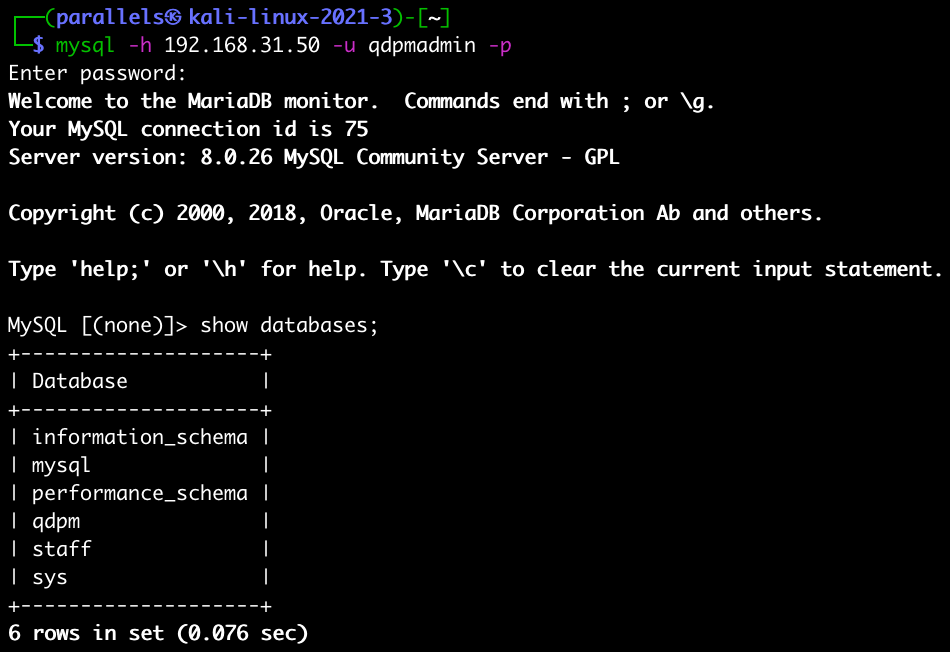 ┌──(parallels㉿kali-linux-2021-3)-[~]
└─$ mysql -h 192.168.31.50 -u qdpmadmin -p
Enter password:
Welcome to the MariaDB monitor.  Commands end with ; or \g.
Your MySQL connection id is 75
Server version: 8.0.26 MySQL Community Server - GPL

Copyright (c) 2000, 2018, Oracle, MariaDB Corporation Ab and others.

Type 'help;' or '\h' for help. Type '\c' to clear the current input statement.

MySQL [(none)]> show databases;
+--------------------+
| Database           |
+--------------------+
| information_schema |
| mysql              |
| performance_schema |
| qdpm               |
| staff              |
| sys                |
+--------------------+
6 rows in set (0.076 sec)